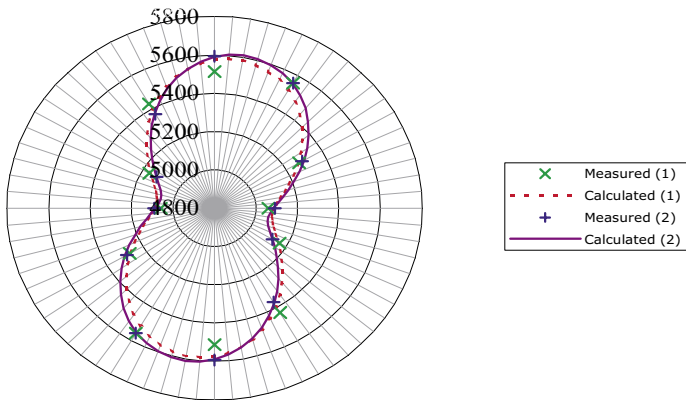 5800
5600
5400
5200
5000
4800
Measured (1)
Calculated (1)
Measured (2)
Calculated (2)